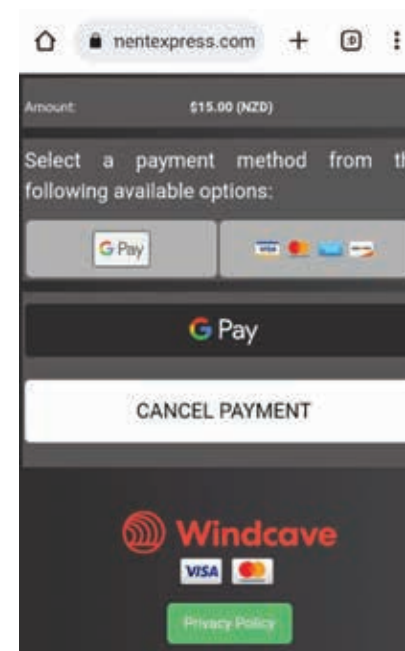 nentexpress.com
Amount: $15.00 (NZD)
Select a payment method from th
following available options:
G Pay VISA
G Pay
CANCEL PAYMENT
Windcave
VISA
Privacy Policy